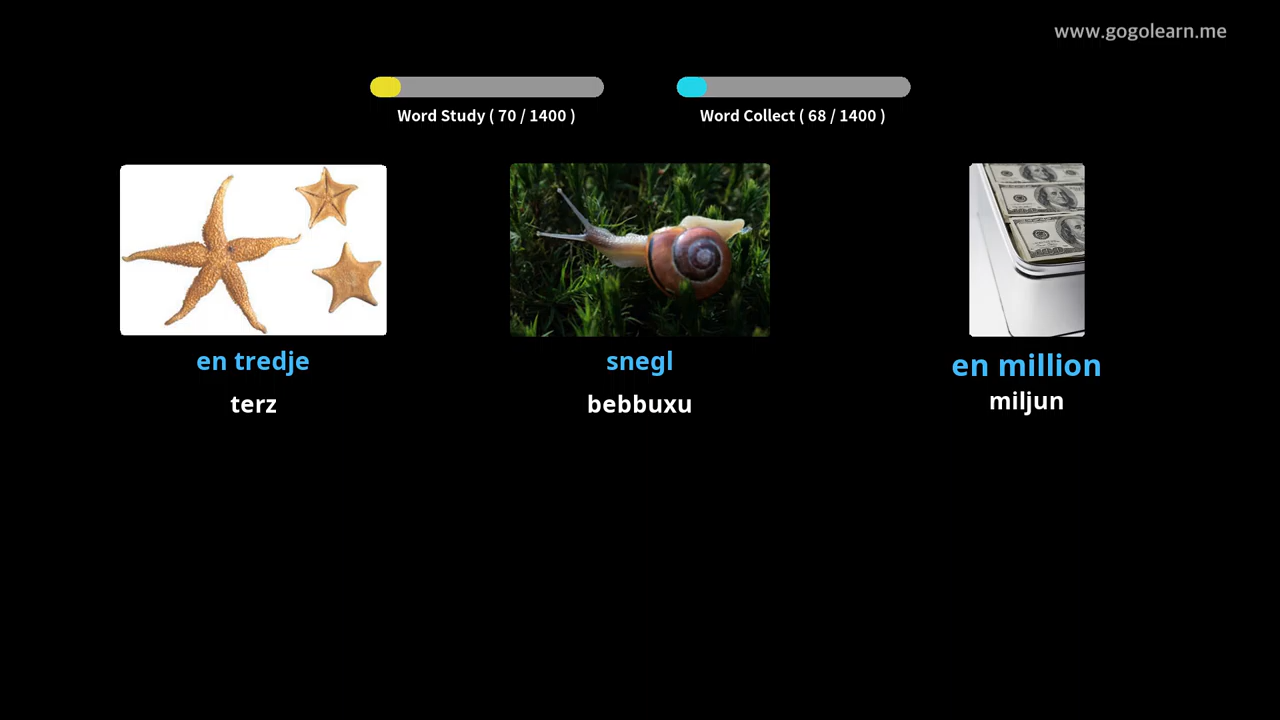 www.gogolearn.me
Word Study ( 70 / 1400 )
Word Collect ( 68 / 1400 )
en tredje
snegl
en million
terz
bebbuxu
miljun